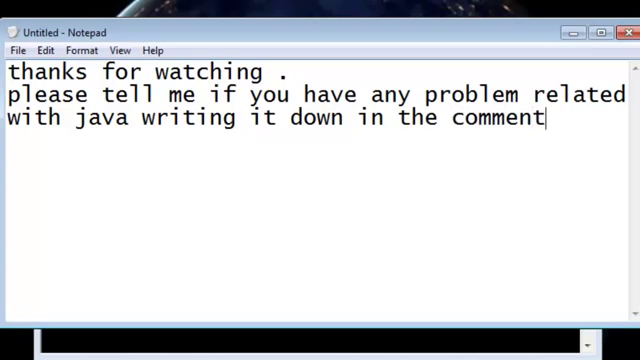 Untitled - Notepad
File Edit Format View Help
thanks for watching .
please tell me if you have any problem related
with java writing it down in the comment